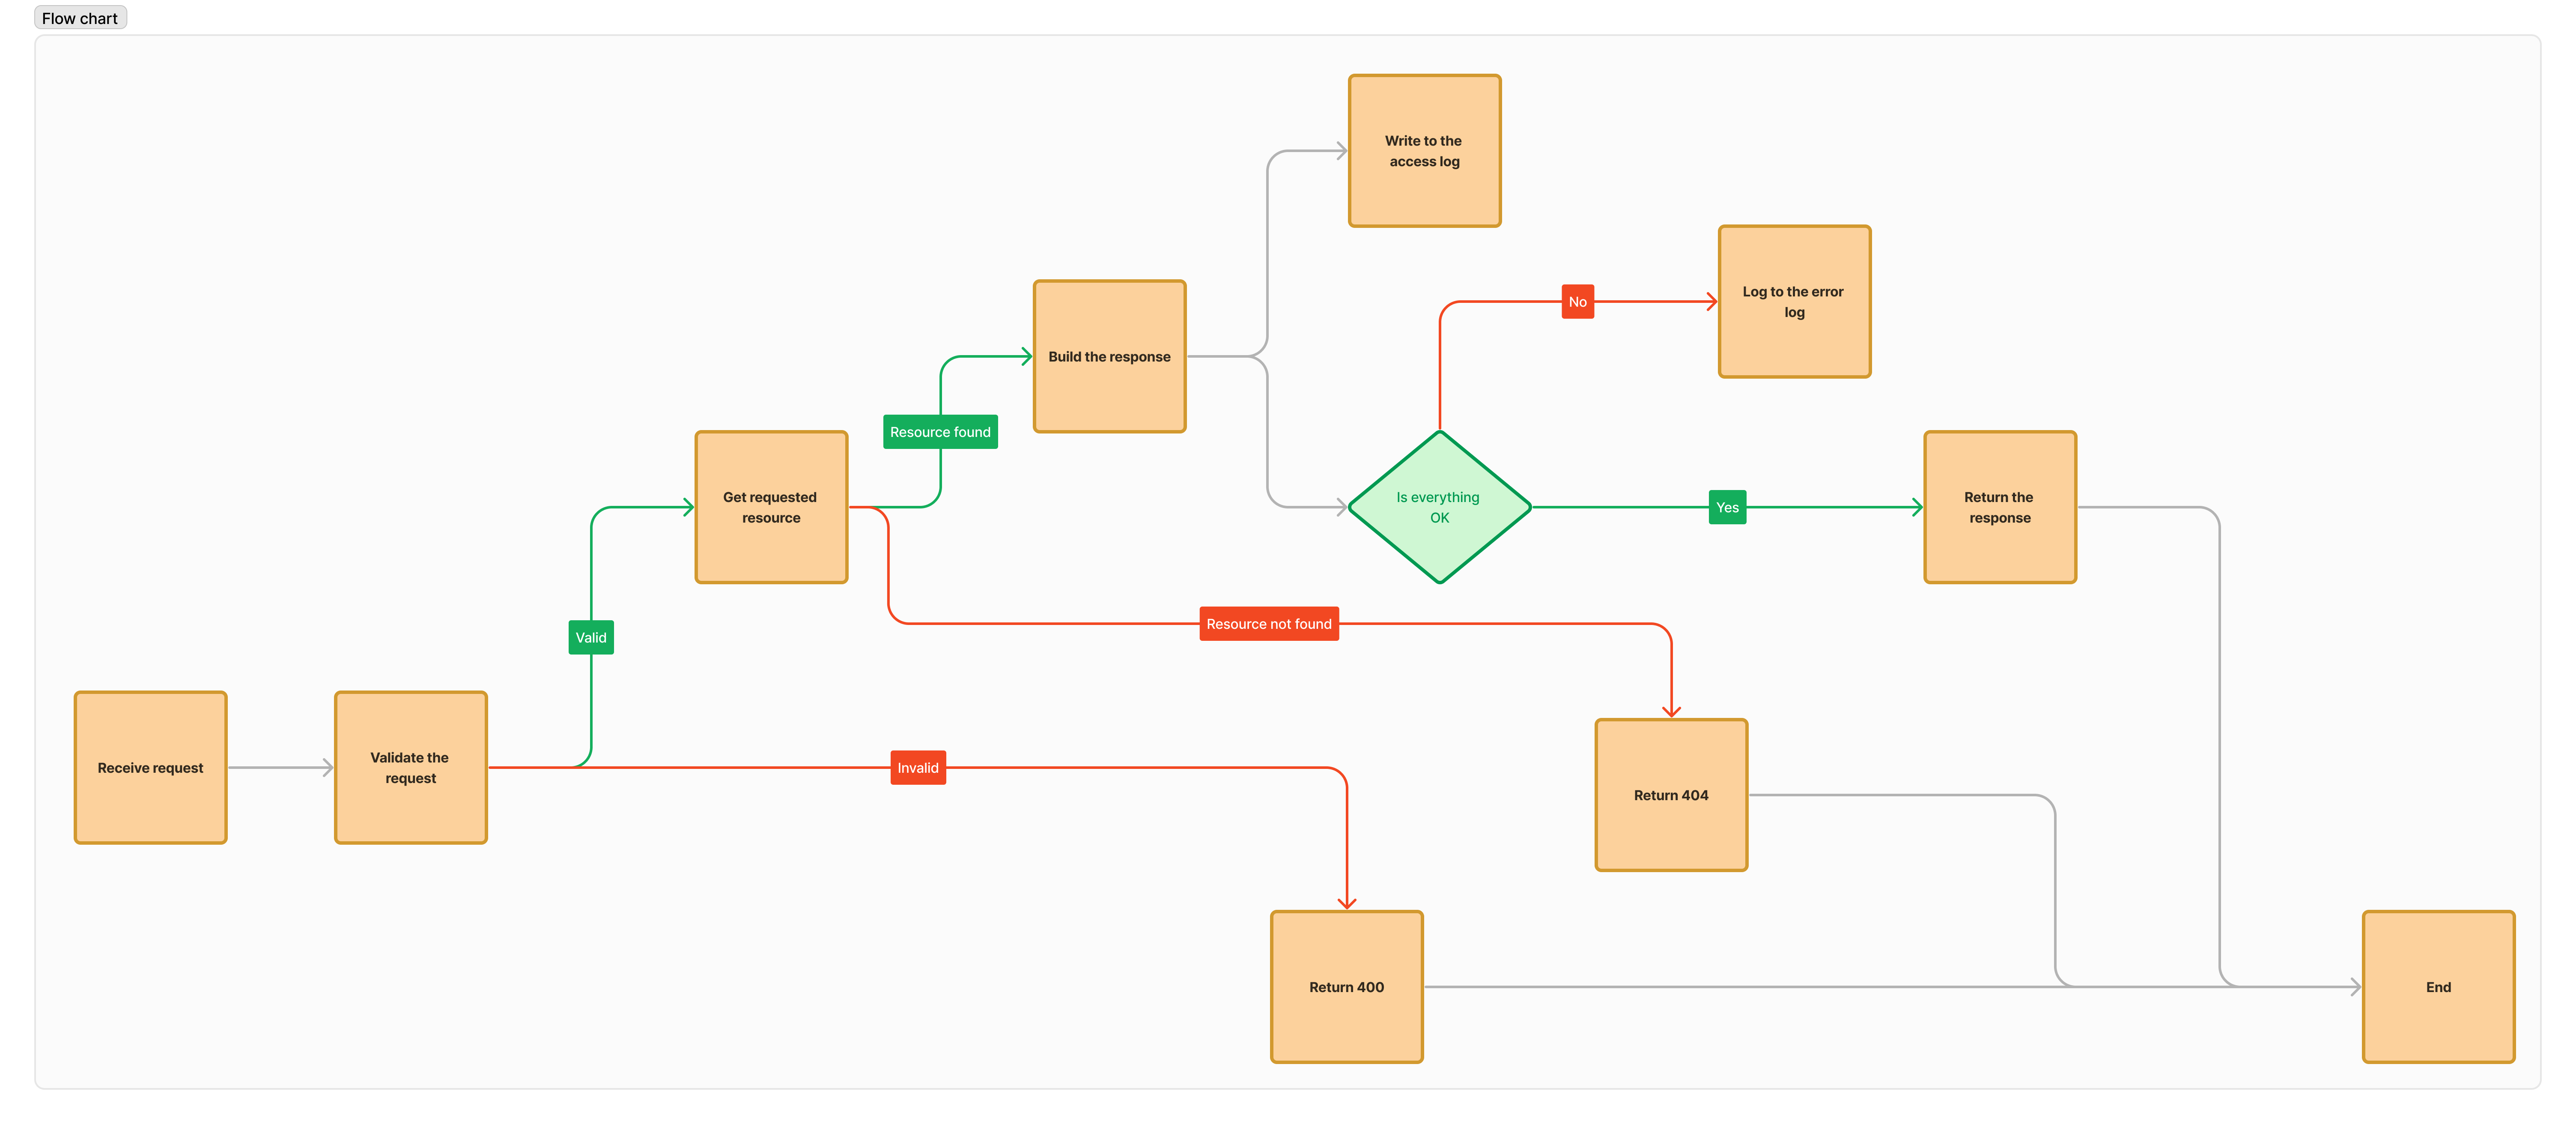 Flow chart
Write to the
access log
Log to the error
log
No
Build the response
Resource found
Get requested
resource
Is everything
OK
Yes
Return the
response
Valid
Resource not found
Receive request
Validate the
request
Invalid
Return 404
Return 400
End